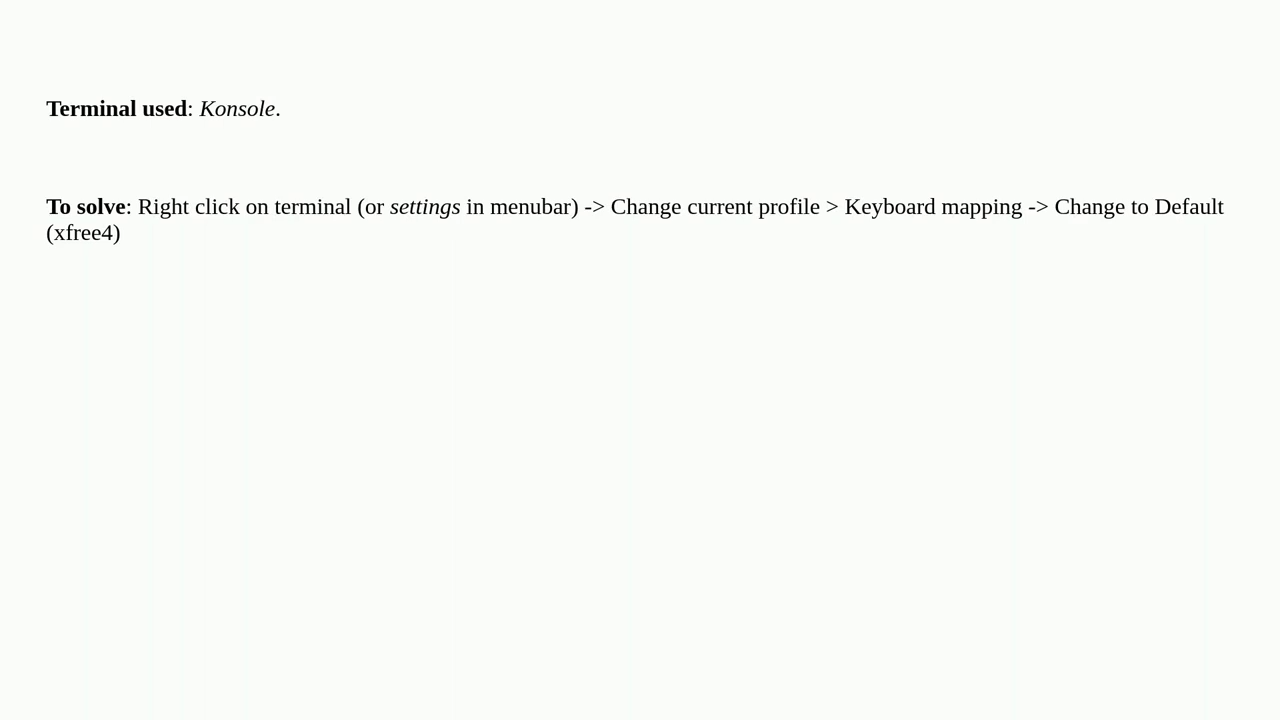 Terminal used: Konsole.
To solve: Right click on terminal (or settings in menubar) -> Change current profile > Keyboard mapping -> Change to Default
(xfree4)